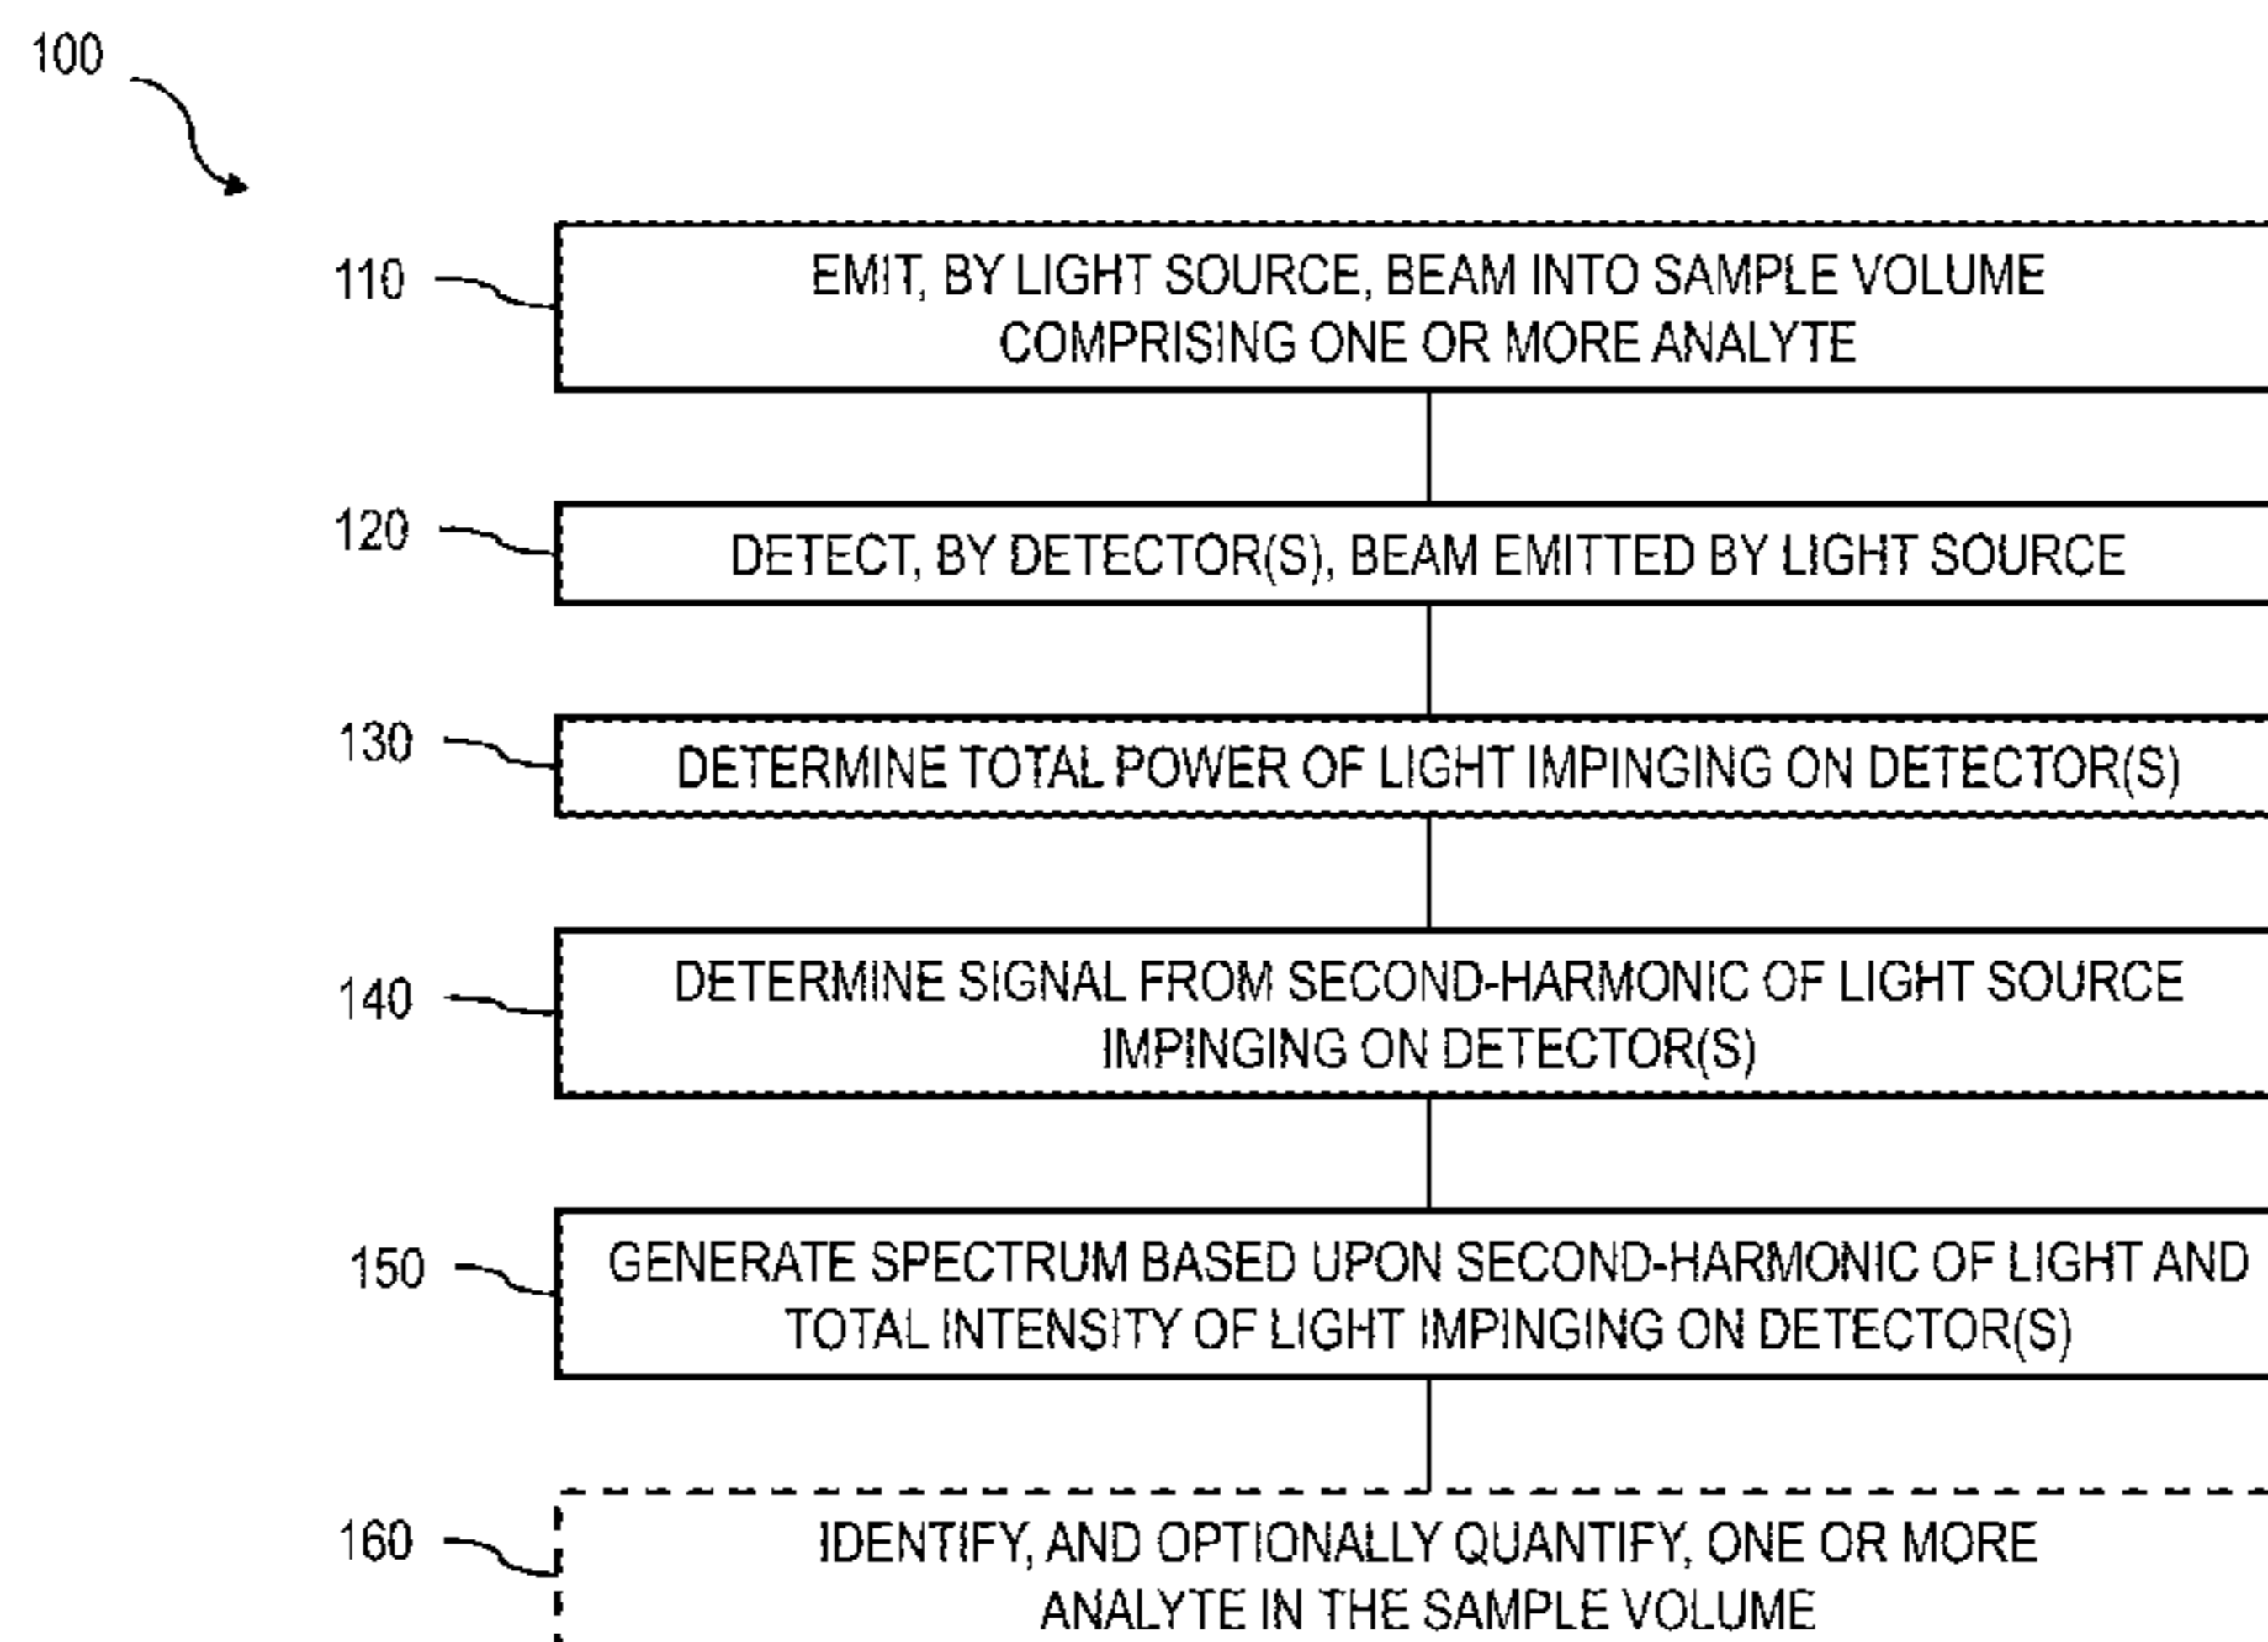 100
110
EMIT, BY LIGHT SOURCE, BEAM INTO SAMPLE VOLUME
COMPRISING ONE OR MORE ANALYTE
120
DETECT, BY DETECTOR(S), BEAM EMITTED BY LIGHT SOURCE
130
DETERMINE TOTAL POWER OF LIGHT IMPINGING ON DETECTOR(S)
140
DETERMINE SIGNAL FROM SECOND-HARMONIC OF LIGHT SOURCE
IMPINGING ON DETECTOR(S)
150
GENERATE SPECTRUM BASED UPON SECOND-HARMONIC OF LIGHT AND
TOTAL INTENSITY OF LIGHT IMPINGING ON DETECTOR(S)
160
IDENTIFY, AND OPTIONALLY QUANTIFY, ONE OR MORE
ANALYTE IN THE SAMPLE VOLUME